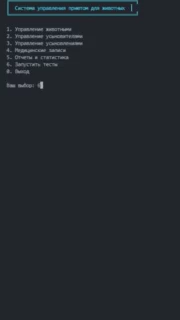 Система управления приютом для животных
1. Управление животными
2. Управление усыновителями
3. Управление усыновлениями
4. Медицинские записи
5. Отчеты и статистика
6. Запустить тесты
0. Выход
Ваш выбор: 6